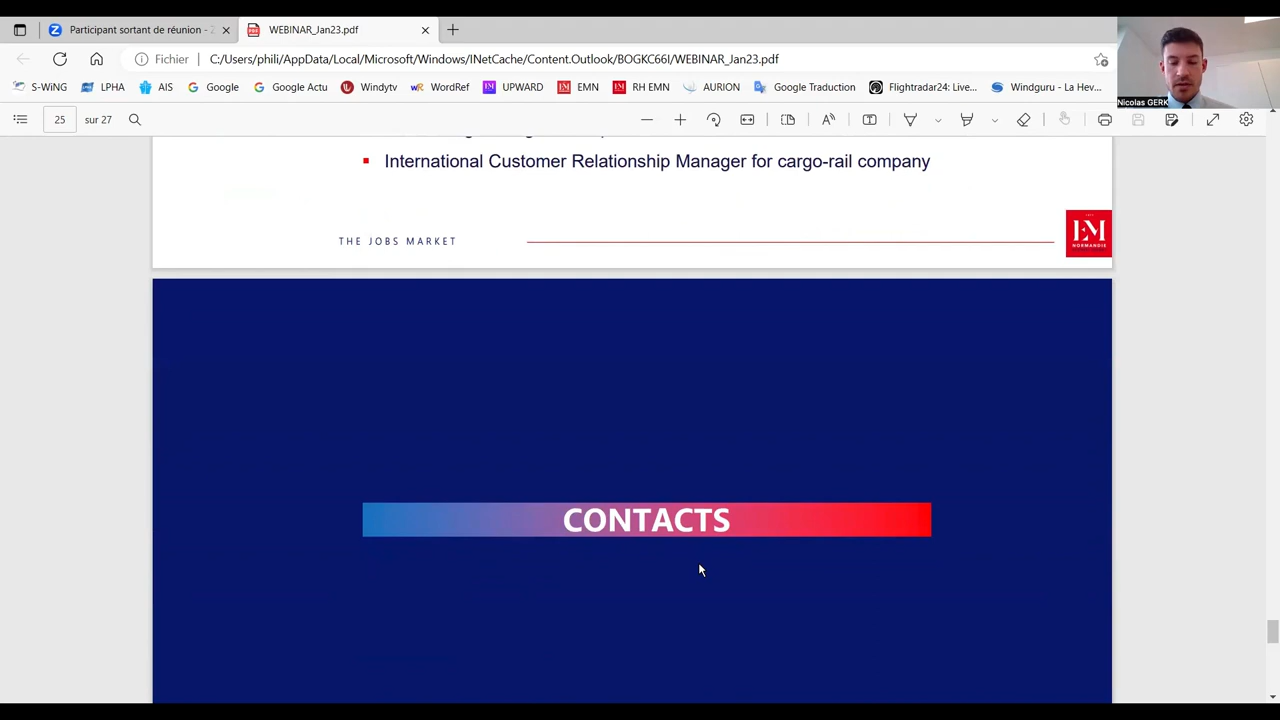 Participant sortant de réunion - Z
WEBINAR_Jan23.pdf
Fichier
C:/Users/phili/AppData/Local/Microsoft/Windows/INetCache/Content.Outlook/BOGKC66I/WEBINAR_Jan23.pdf
S-WiNG
LPHA
AIS
Google
Google Actu
Windytv
WordRef
UPWARD
EMN
RH EMN
AURION
Google Traduction
Flightradar24: Live...
Windguru - La Hev...
Nicolas GERK
25 sur 27
International Customer Relationship Manager for cargo-rail company
THE JOBS MARKET
EM
NORMANDIE
CONTACTS